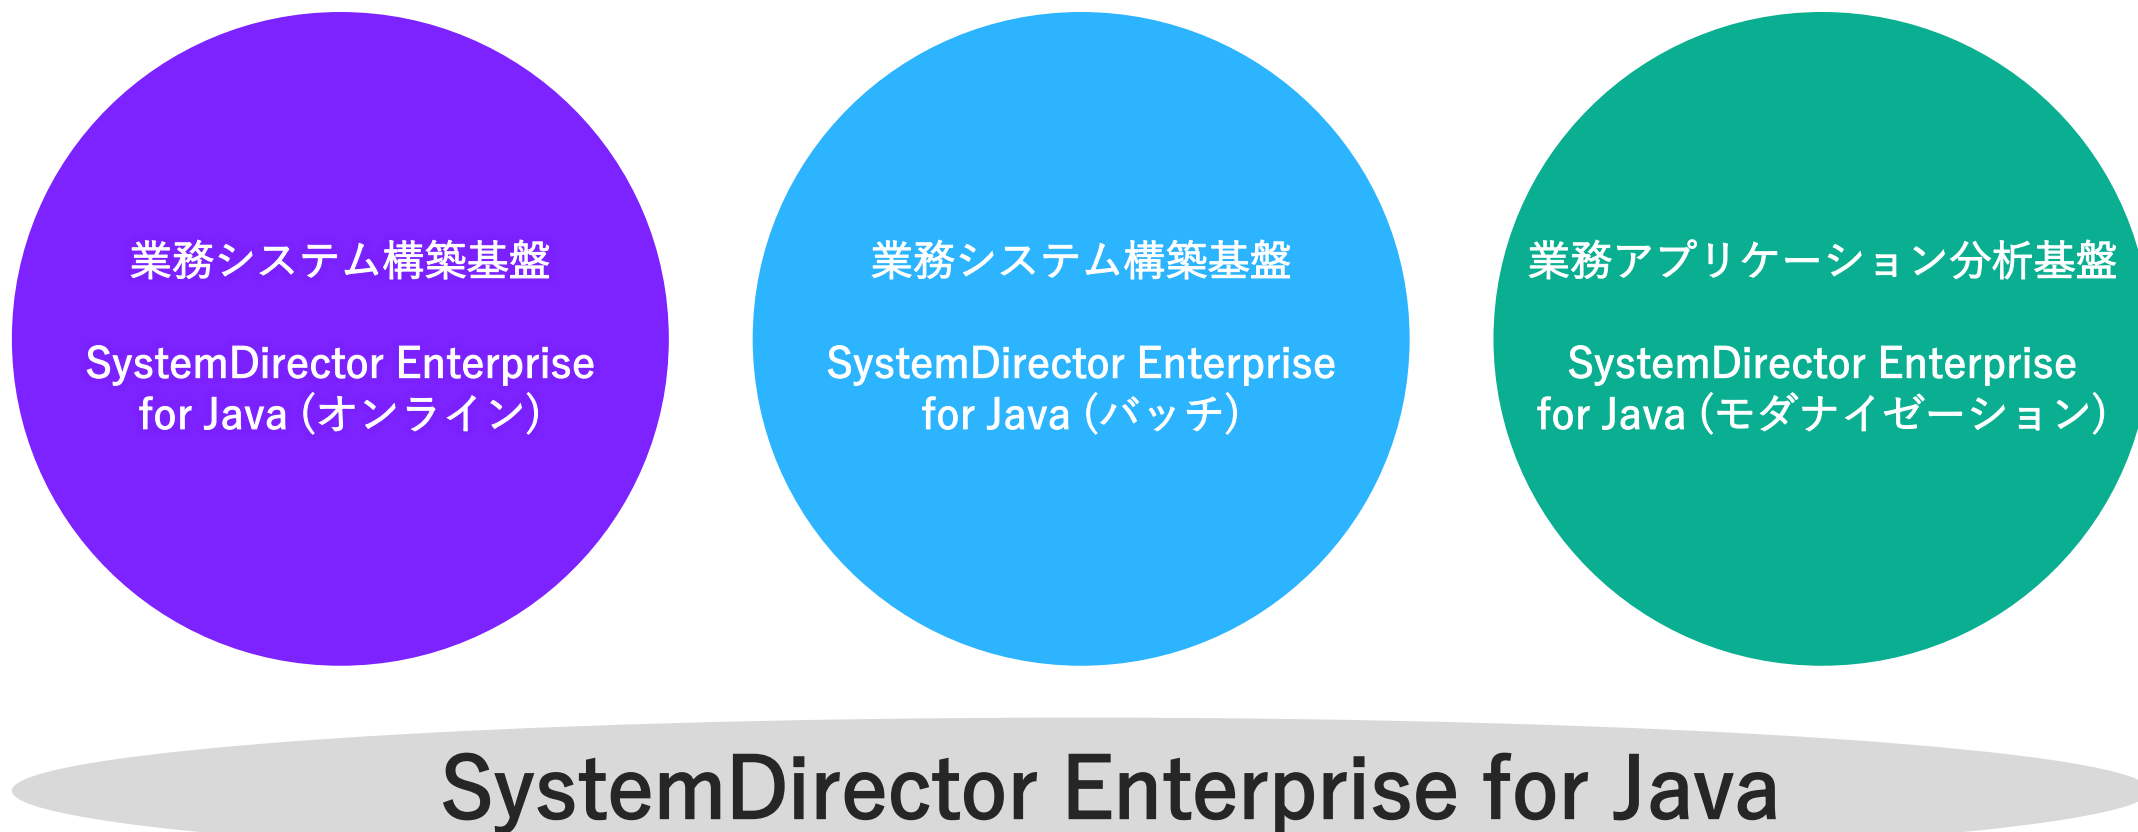 業務システム構築基盤
SystemDirector Enterprise
for Java (オンライン)
業務システム構築基盤
SystemDirector Enterprise
for Java (バッチ)
業務アプリケーション分析基盤
SystemDirector Enterprise
for Java (モダナイゼーション)
SystemDirector Enterprise for Java